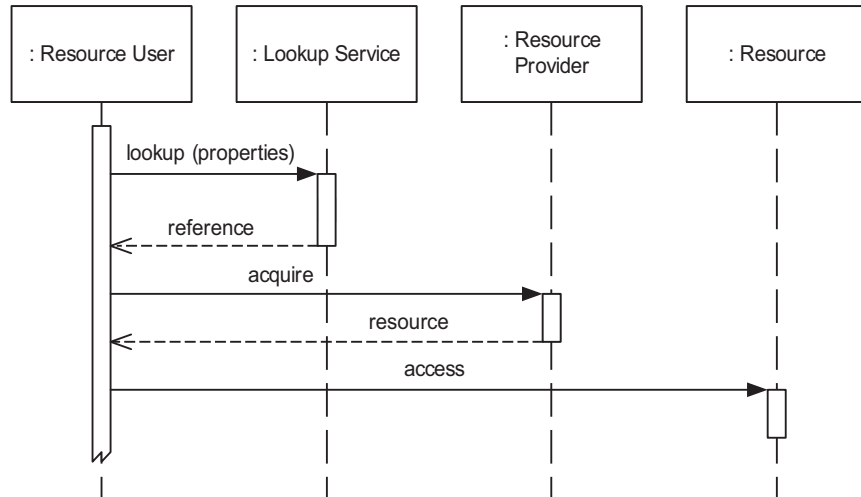 : Resource User
: Lookup Service
: Resource
Provider
: Resource
lookup (properties)
reference
acquire
resource
access